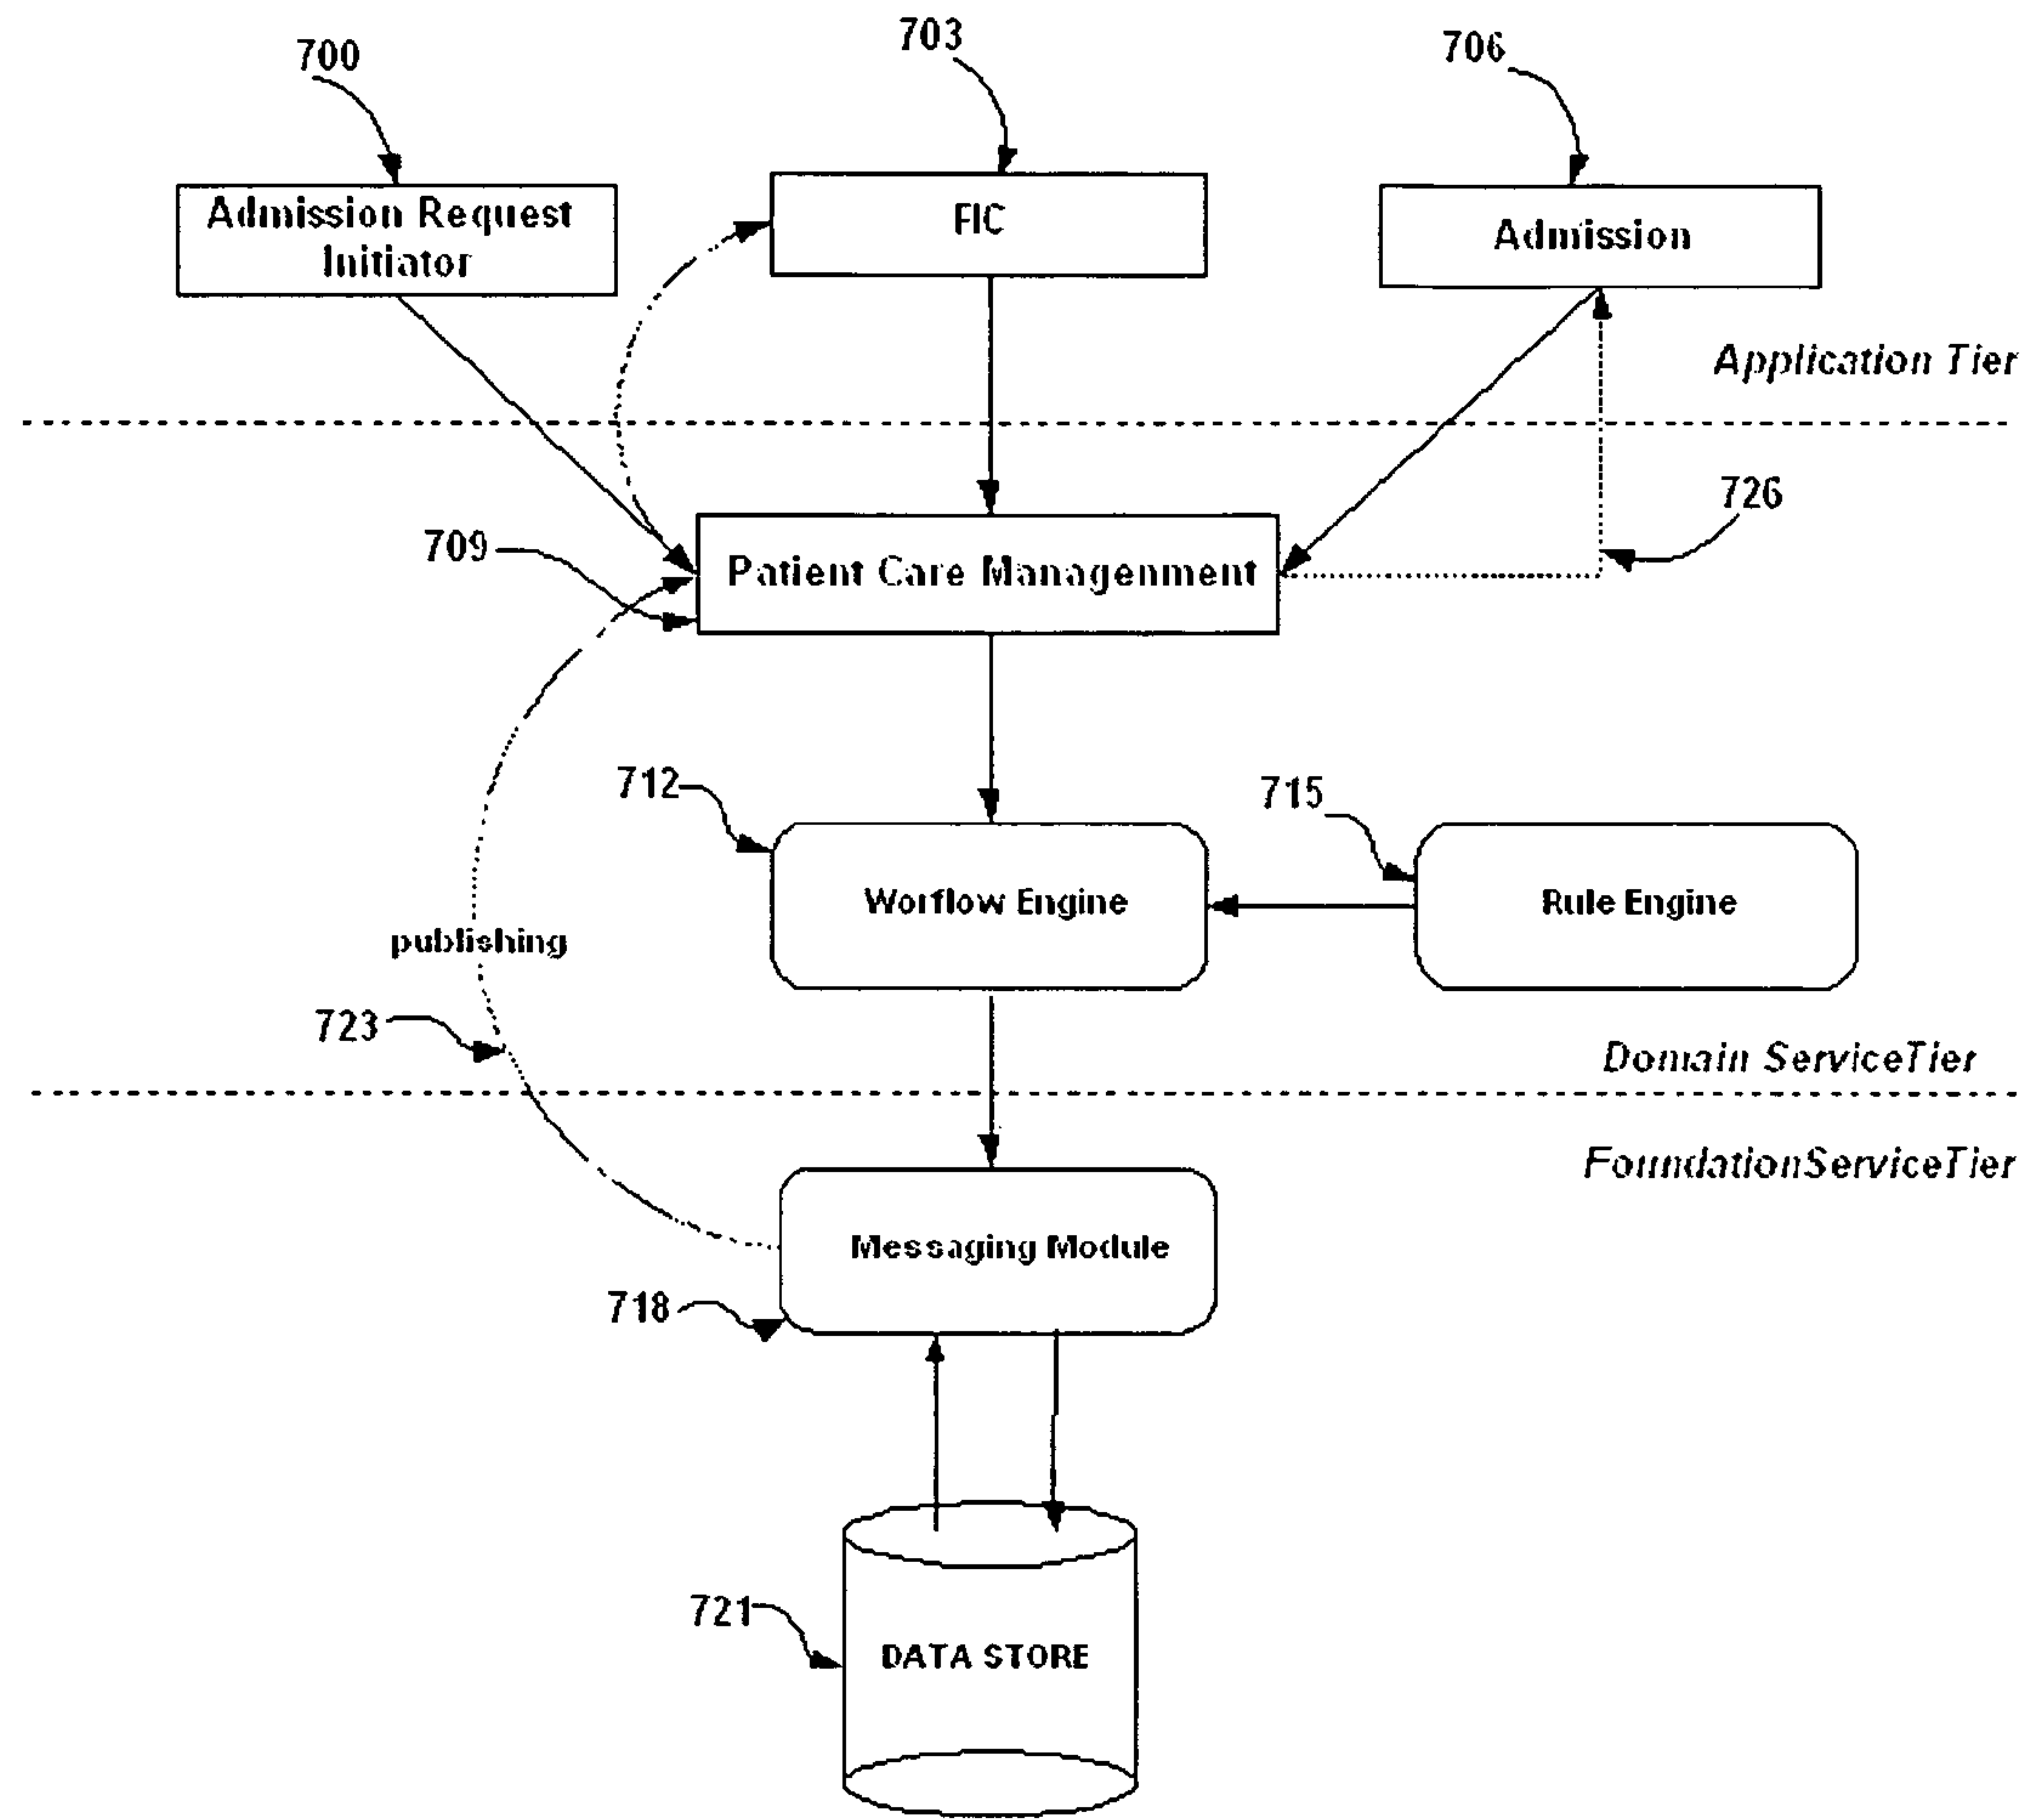 700
703
706
Admission Request
Initiator
FIC
Admission
Application Tier
726
709
Patient Care Managenment
712
715
Worflow Engine
Rule Engine
publishing
723
Domain ServiceTier
FoundationServiceTier
Messaging Module
718
721
DATA STORE